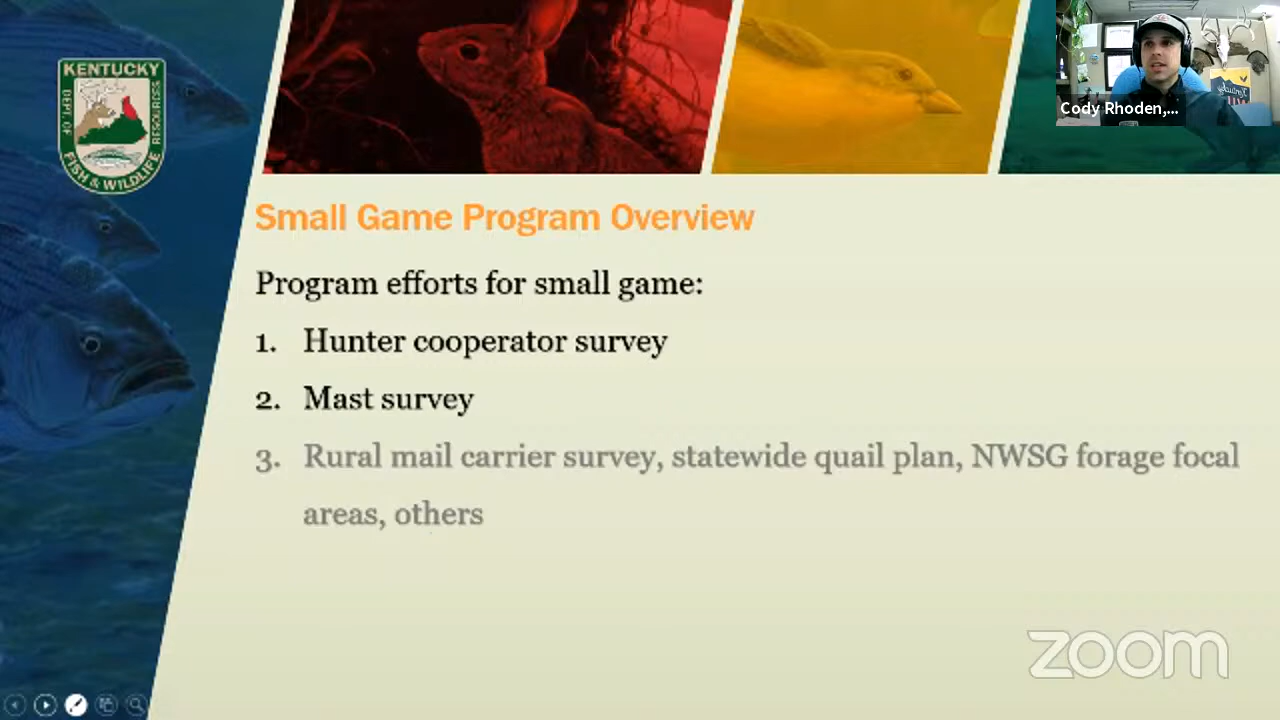 KENTUCKY
DEPT. OF
RESOURCES
FISH & WILDLIFE
Cody Rhoden,...
Small Game Program Overview
Program efforts for small game:
1. Hunter cooperator survey
2. Mast survey
3. Rural mail carrier survey, statewide quail plan, NWSG forage focal
areas, others
zoom